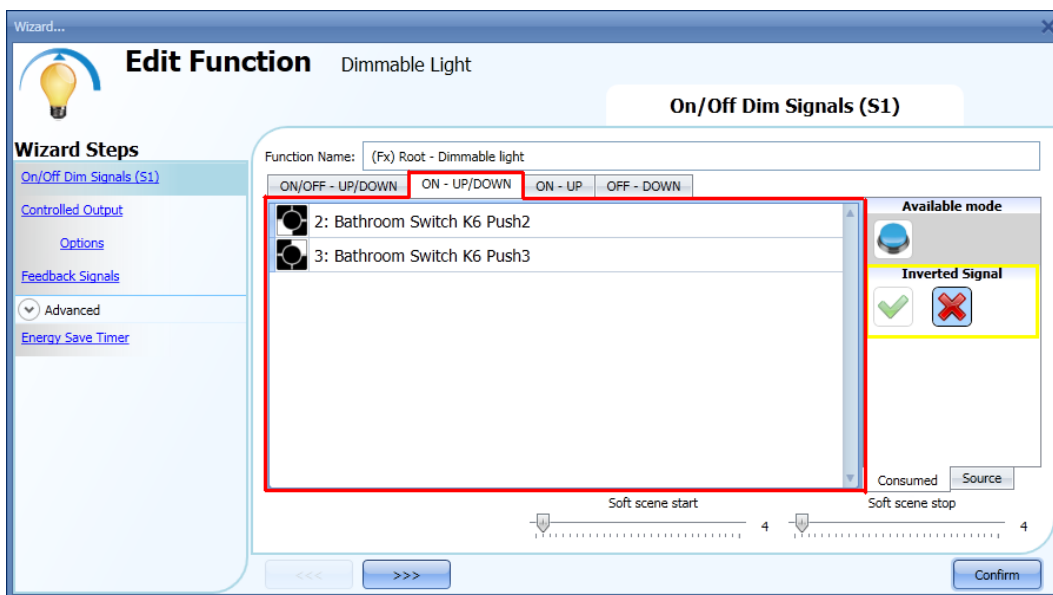 Wizard...
Edit Function Dimmable Light
On/Off Dim Signals (S1)
Wizard Steps
On/Off Dim Signals (S1)
Controlled Output
Options
Feedback Signals
Advanced
Energy Save Timer
Function Name: (Fx) Root - Dimmable light
ON/OFF - UP/DOWN ON - UP/DOWN ON - UP OFF - DOWN
2: Bathroom Switch K6 Push2
3: Bathroom Switch K6 Push3
Available mode
Inverted Signal
Consumed Source
Soft scene start 4
Soft scene stop 4
<<< >>> Confirm